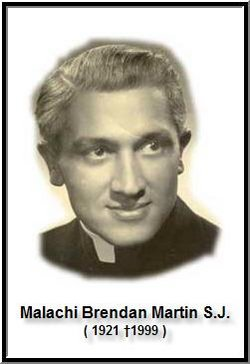 Malachi Brendan Martin S.J.
( 1921 †1999 )